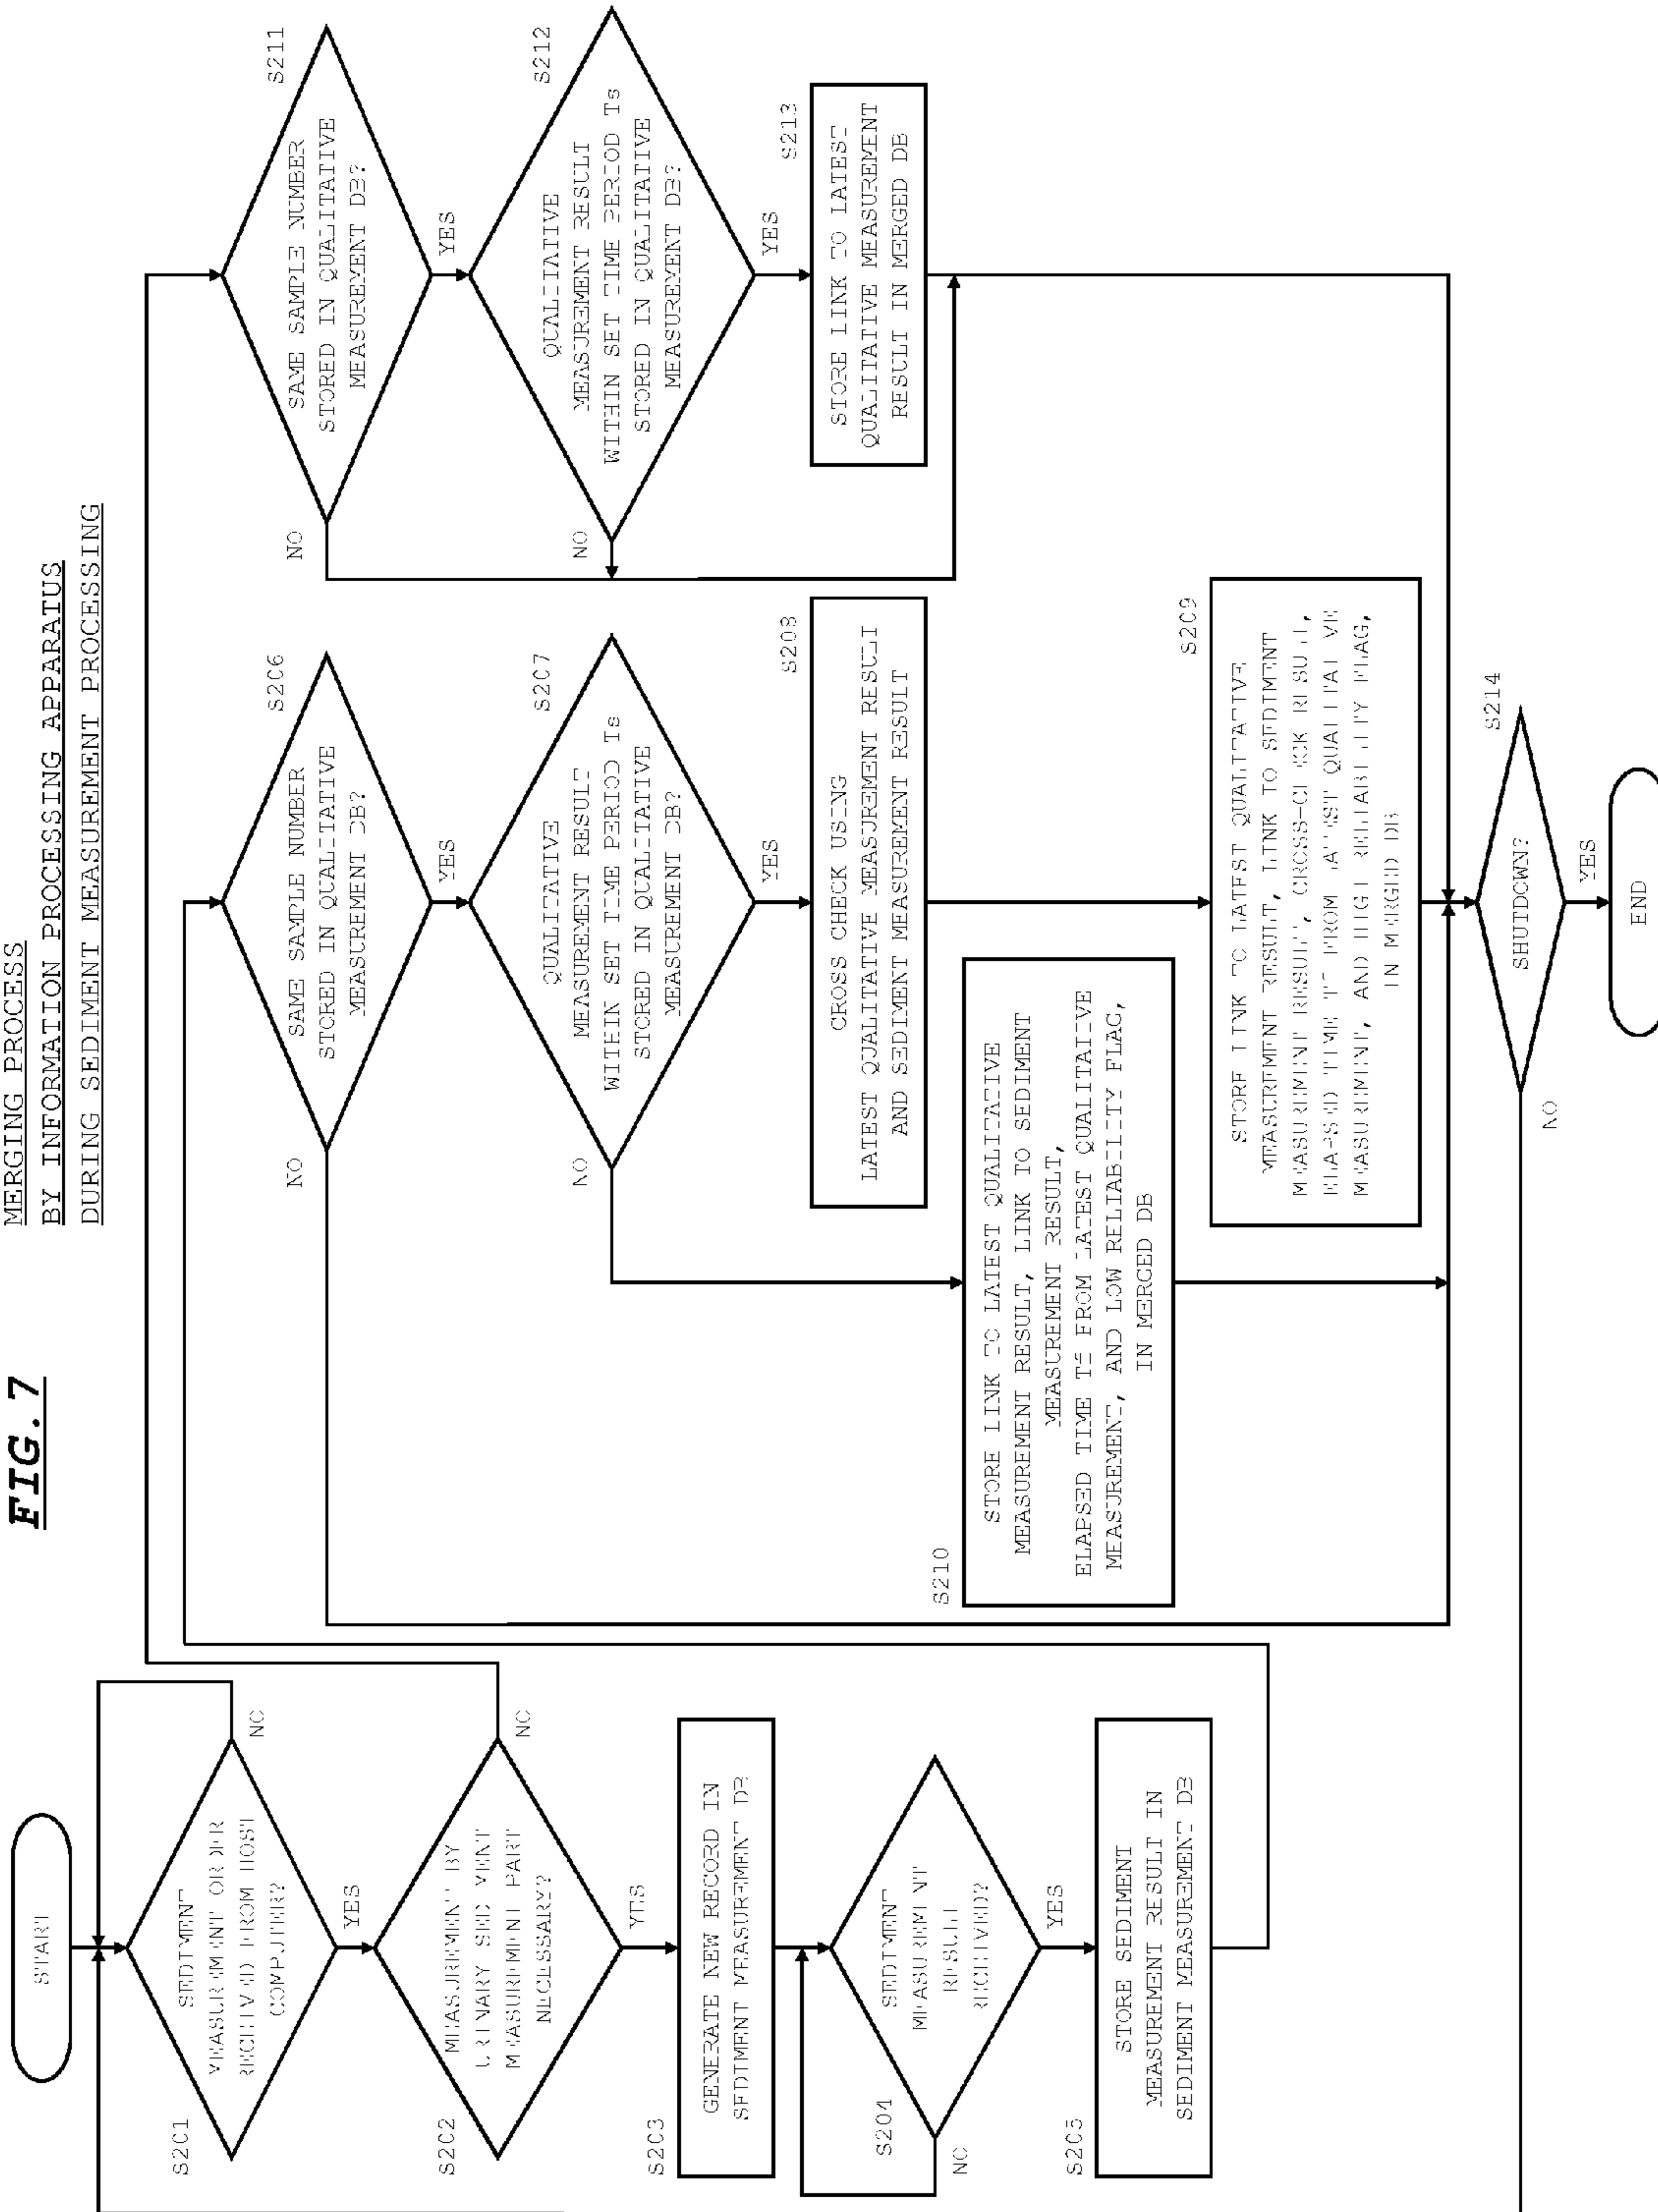 FIG.7
MERGING PROCESS
BY INFORMATION PROCESSING APPARATUS
DURING SEDIMENT MEASUREMENT PROCESSING
START
S201
SEDIMENT
MEASUREMENT ORDER
RECEIVED FROM HOST
COMPUTER?
NO
YES
S202
MEASUREMENT BY
URINARY SEDIMENT
MEASUREMENT PART
NECESSARY?
NO
YES
S203
GENERATE NEW RECORD IN
SEDIMENT MEASUREMENT DB
S204
SEDIMENT
MEASUREMENT
RESULT
RECEIVED?
NO
YES
S205
STORE SEDIMENT
MEASUREMENT RESULT IN
SEDIMENT MEASUREMENT DB
S206
SAME SAMPLE NUMBER
STORED IN QUALITATIVE
MEASUREMENT DB?
NO
YES
S207
QUALITATIVE
MEASUREMENT RESULT
WITHIN SET TIME PERIOD Ts
STORED IN QUALITATIVE
MEASUREMENT DB?
NO
YES
S208
CROSS CHECK USING
LATEST QUALITATIVE MEASUREMENT RESULT
AND SEDIMENT MEASUREMENT RESULT
S210
STORE LINK TO LATEST QUALITATIVE
MEASUREMENT RESULT, LINK TO SEDIMENT
MEASUREMENT RESULT,
ELAPSED TIME TE FROM LATEST QUALITATIVE
MEASUREMENT, AND LOW RELIABILITY FLAG,
IN MERGED DB
S209
STORE LINK TO LATEST QUALITATIVE
MEASUREMENT RESULT, LINK TO SEDIMENT
MEASUREMENT RESULT, CROSS-CHECK RESULT,
ELAPSED TIME TE FROM LATEST QUALITATIVE
MEASUREMENT, AND HIGH RELIABILITY FLAG,
IN MERGED DB
S211
SAME SAMPLE NUMBER
STORED IN QUALITATIVE
MEASUREMENT DB?
NO
YES
S212
QUALITATIVE
MEASUREMENT RESULT
WITHIN SET TIME PERIOD Ts
STORED IN QUALITATIVE
MEASUREMENT DB?
NO
YES
S213
STORE LINK TO LATEST
QUALITATIVE MEASUREMENT
RESULT IN MERGED DB
S214
SHUTDOWN?
NO
YES
END